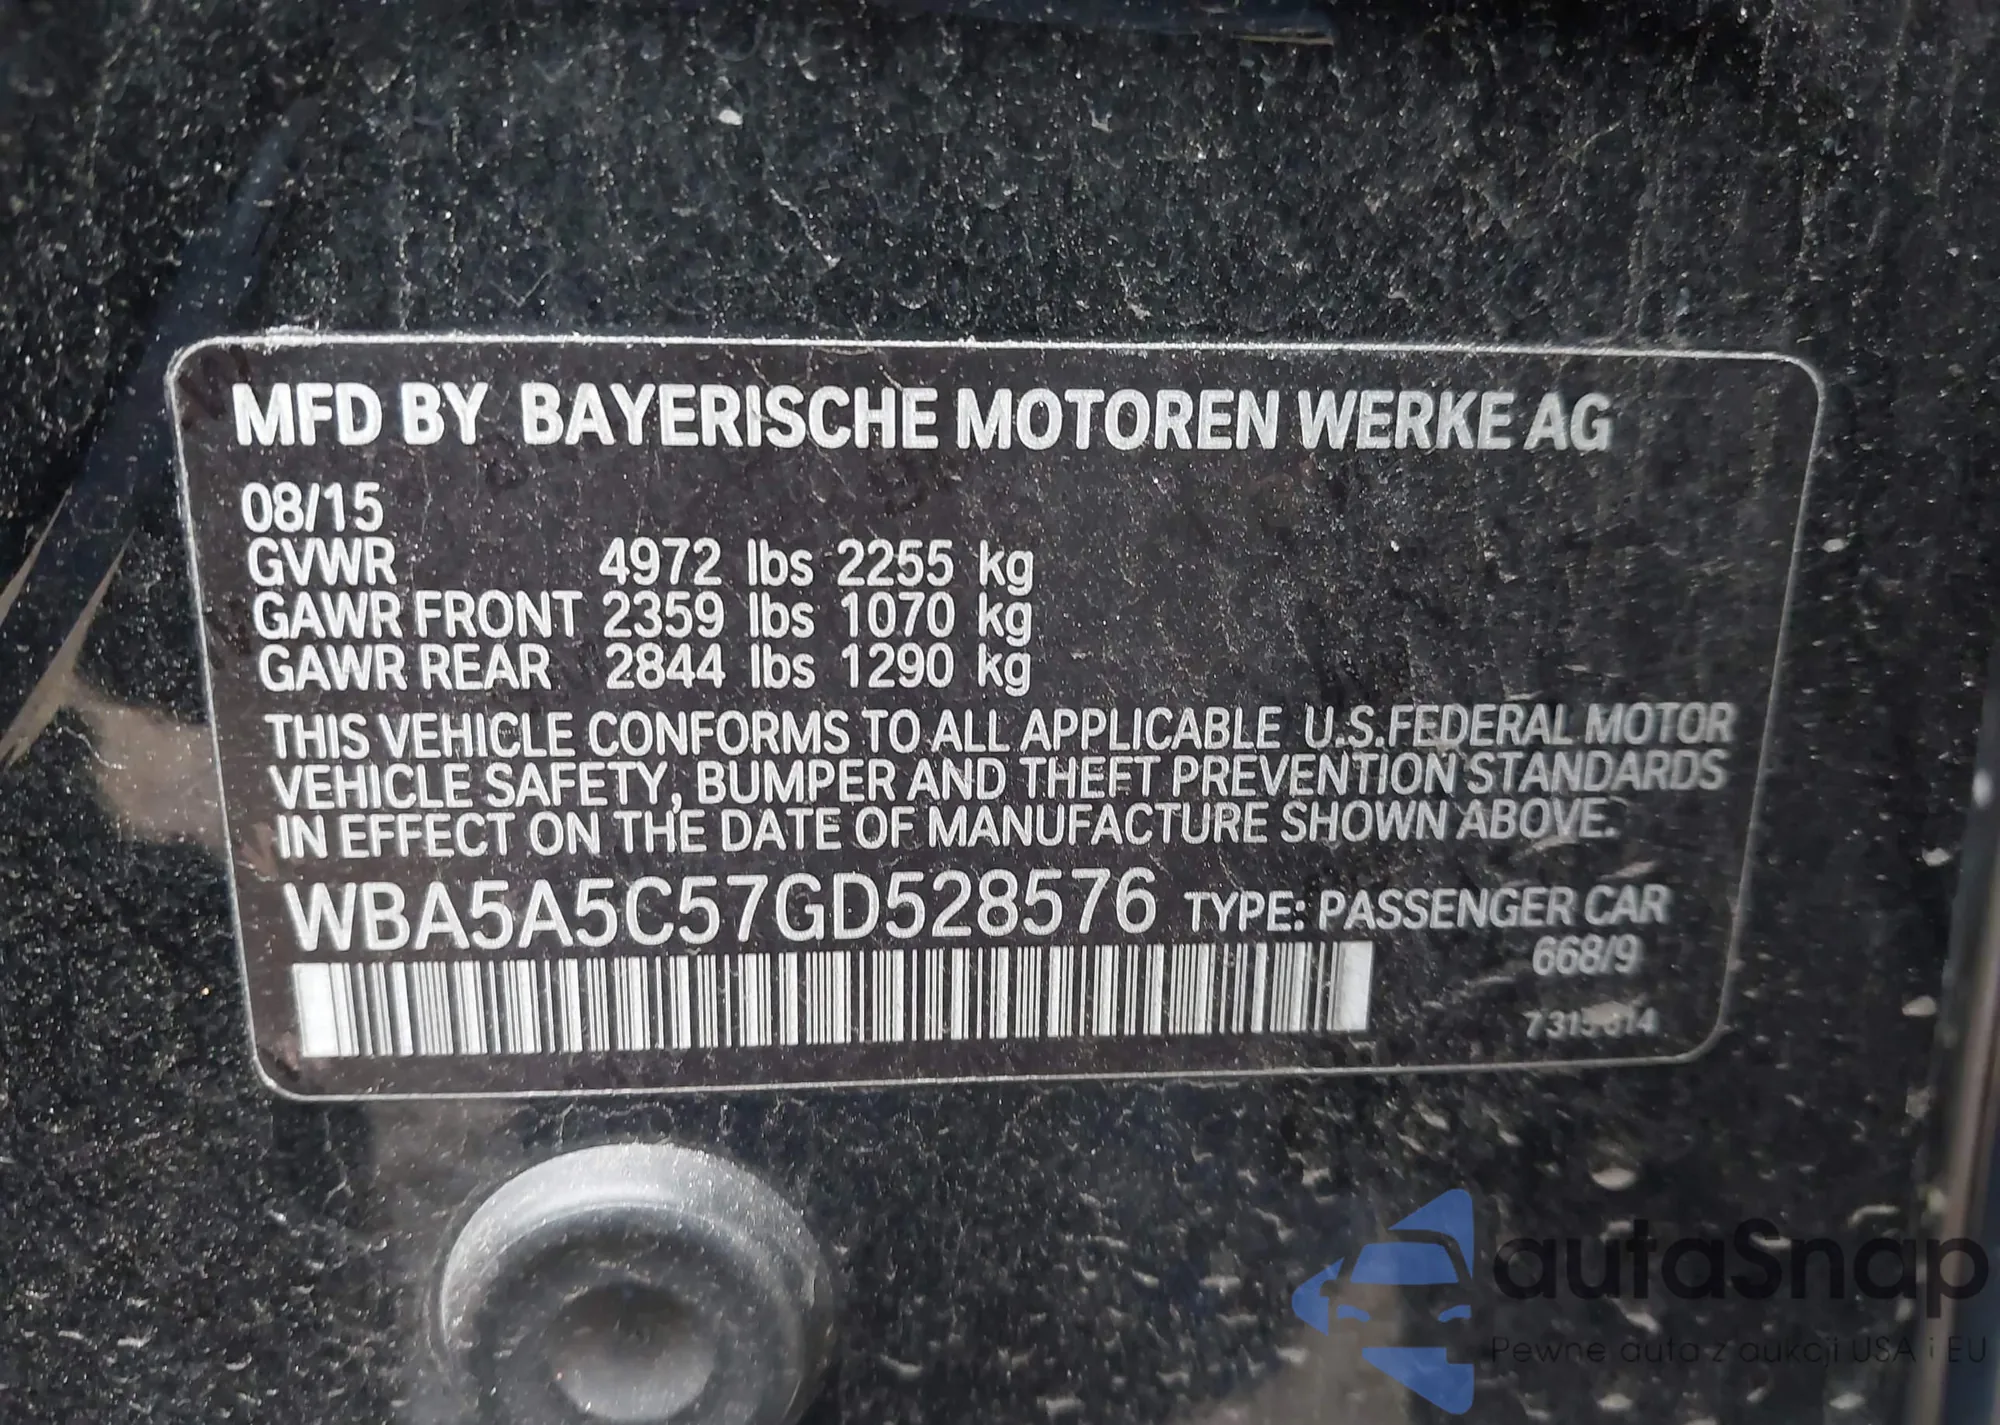 MFD BY BAYERISCHE MOTOREN WERKE AG
08/15
GVWR 4972 lbs 2255 kg
GAWR FRONT 2359 lbs 1070 kg
GAWR REAR 2844 lbs 1290 kg
THIS VEHICLE CONFORMS TO ALL APPLICABLE U.S.FEDERAL MOTOR
VEHICLE SAFETY, BUMPER AND THEFT PREVENTION STANDARDS
IN EFFECT ON THE DATE OF MANUFACTURE SHOWN ABOVE.
WBA5A5C57GD528576 TYPE: PASSENGER CAR
668/9
autaSnap
Pewne auta z aukcji USA i EU